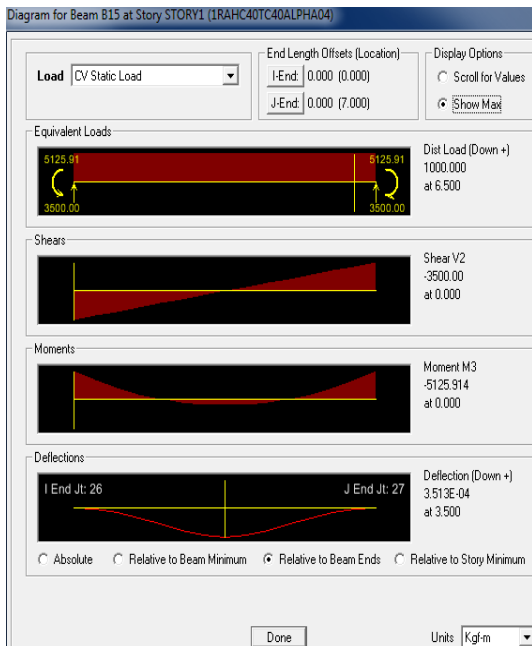 Diagram for Beam B15 at Story STORY1 (1RAHC40TC40ALPHA04)
Load CV Static Load
End Length Offsets (Location)
I-End: 0.000 (0.000)
J-End: 0.000 (7.000)
Display Options
Scroll for Values
Show Max
Equivalent Loads
5125.91 5125.91
3500.00 3500.00
Dist Load (Down +)
1000.000
at 6.500
Shears
Shear V2
-3500.00
at 0.000
Moments
Moment M3
-5125.914
at 0.000
Deflections
I End Jt: 26 J End Jt: 27
Deflection (Down +)
3.513E-04
at 3.500
Absolute Relative to Beam Minimum Relative to Beam Ends Relative to Story Minimum
Done Units Kgf-m